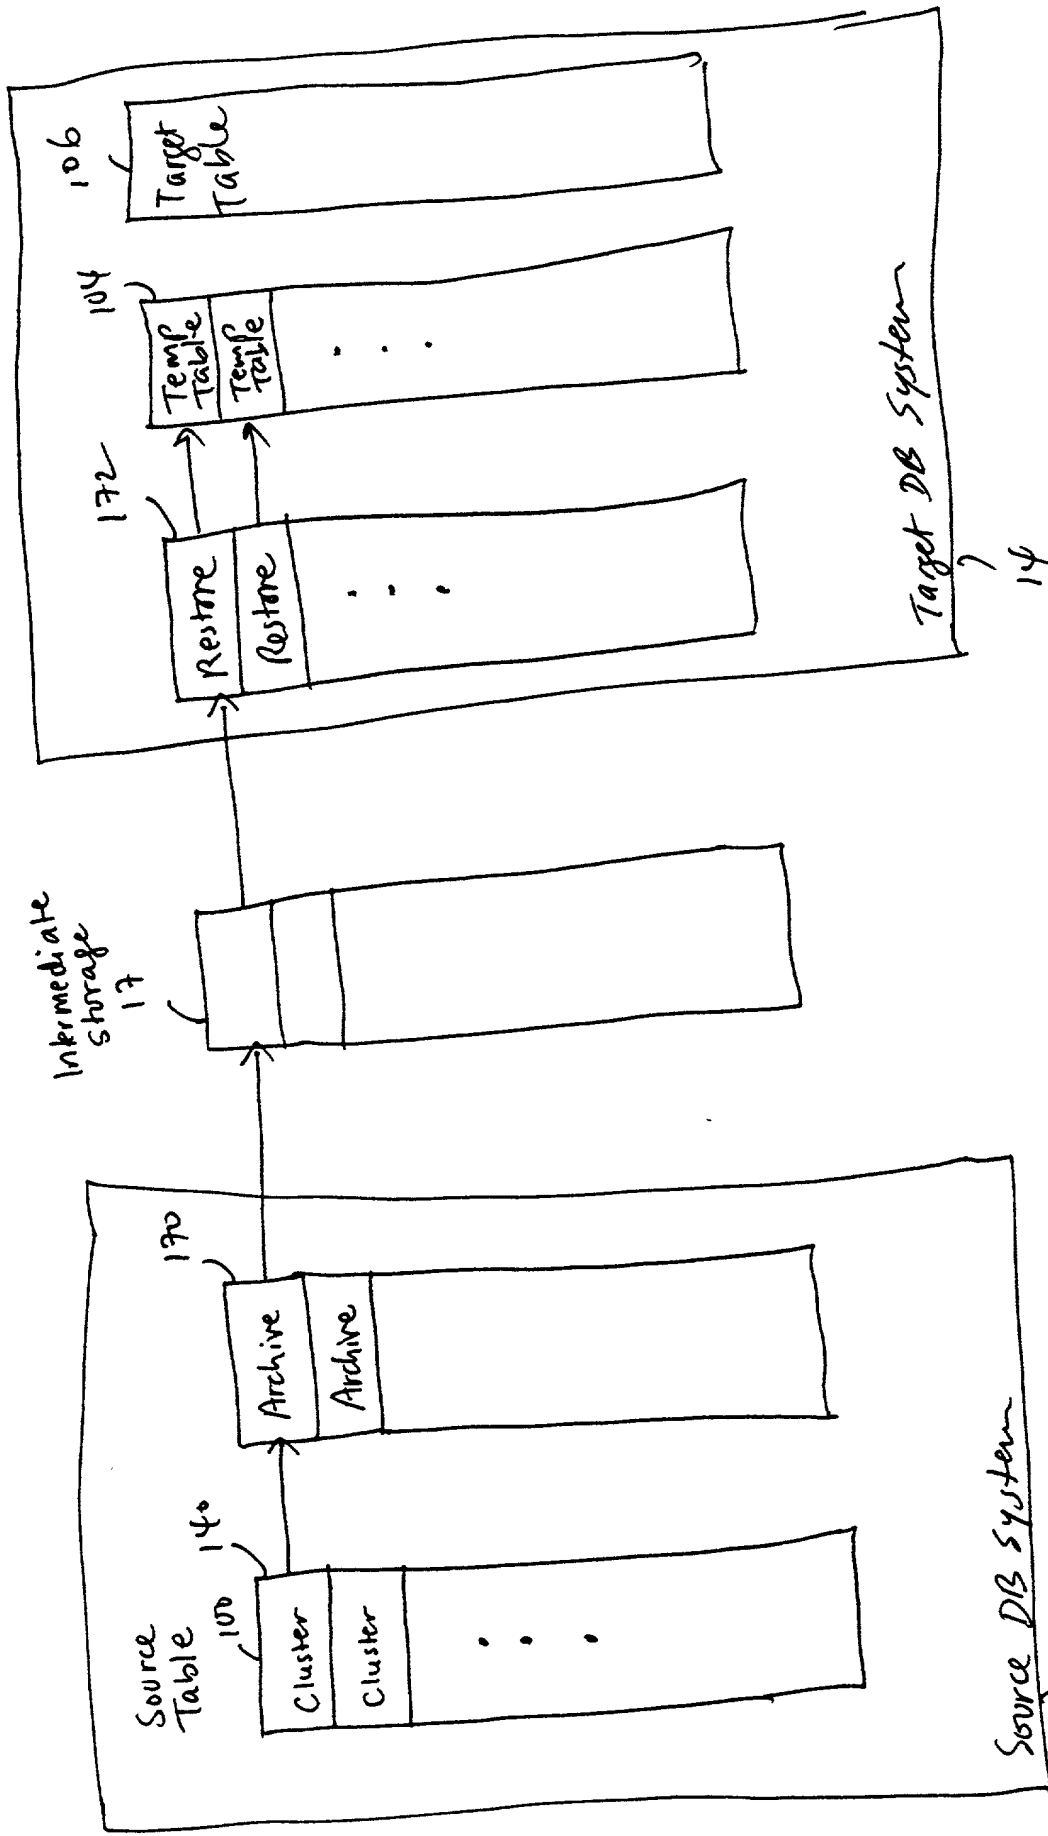 Source
Table
100
140
Cluster
Cluster
170
Archive
Archive
Source DB System
Intermediate
Storage
17
172
Restore
Restore
104
Temp
Table
Temp
Table
106
Target
Table
Target DB System
14